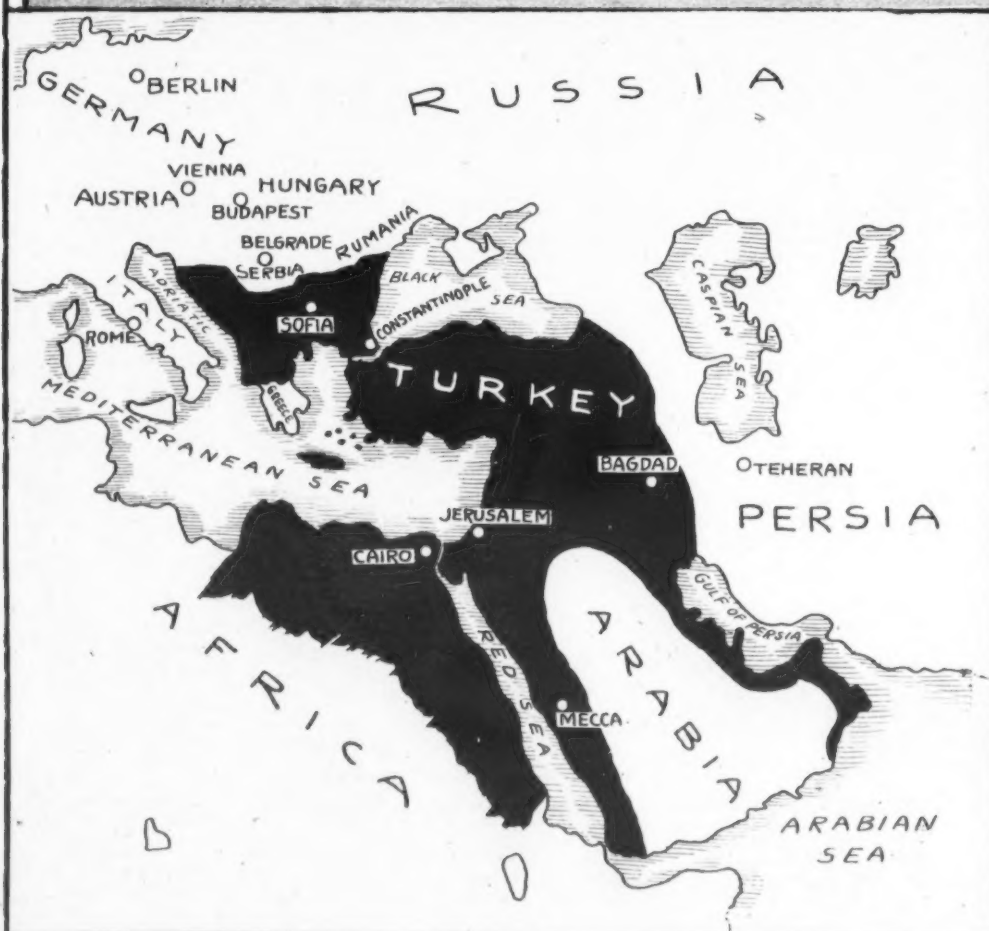 RUSSIA
BERLIN
GERMANY
VIENNA
AUSTRIA
HUNGARY
BUDAPEST
BELGRADE
SERBIA
RUMANIA
BLACK
SEA
CONSTANTINOPLE
ADRIATIC
ITALY
ROME
SOFIA
GREECE
CASPIAN
SEA
TURKEY
MEDITERRANEAN SEA
BAGDAD
TEHERAN
PERSIA
JERUSALEM
CAIRO
GULF OF PERSIA
AFRICA
RED SEA
ARABIA
MECCA
ARABIAN
SEA